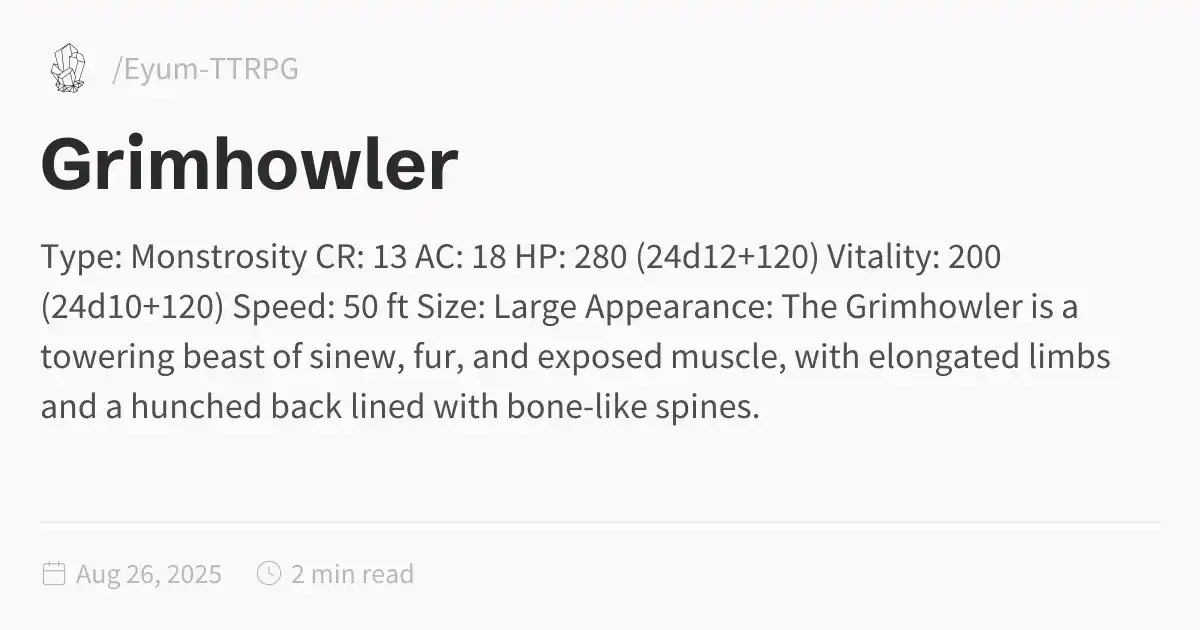 /Eyum-TTRPG
Grimhowler
Type: Monstrosity CR: 13 AC: 18 HP: 280 (24d12+120) Vitality: 200
(24d10+120) Speed: 50 ft Size: Large Appearance: The Grimhowler is a
towering beast of sinew, fur, and exposed muscle, with elongated limbs
and a hunched back lined with bone-like spines.
Aug 26, 2025 2 min read